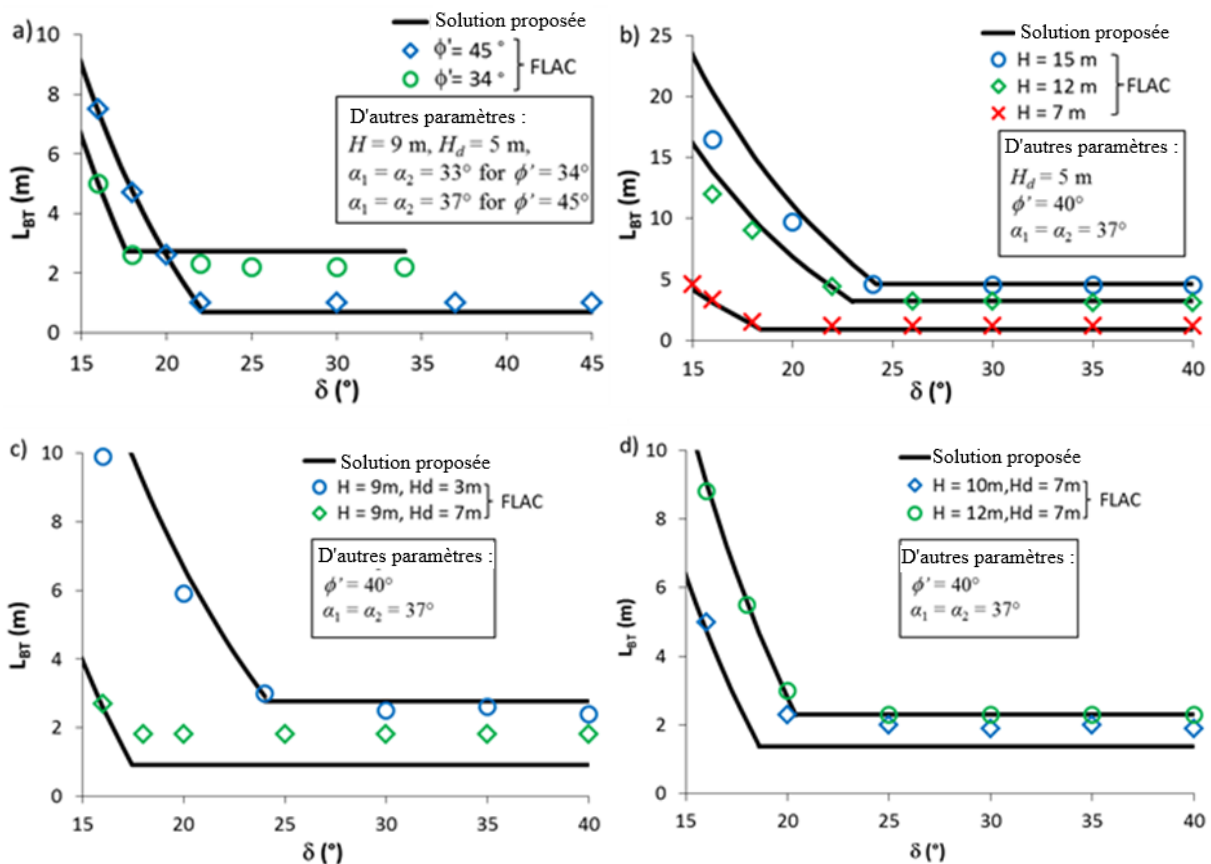 a)
Solution proposée
ϕ'= 45 °
ϕ'= 34 °
FLAC
D'autres paramètres :
H = 9 m, H_d = 5 m,
α₁ = α₂ = 33° for ϕ' = 34°
α₁ = α₂ = 37° for ϕ' = 45°
L_BT (m)
10
8
6
4
2
0
15 20 25 30 35 40 45
δ (°)
b)
Solution proposée
H = 15 m
H = 12 m
H = 7 m
FLAC
D'autres paramètres :
H_d = 5 m
ϕ' = 40°
α₁ = α₂ = 37°
L_BT (m)
25
20
15
10
5
0
15 20 25 30 35 40
δ (°)
c)
Solution proposée
H = 9m, Hd = 3m
H = 9m, Hd = 7m
FLAC
D'autres paramètres :
ϕ' = 40°
α₁ = α₂ = 37°
L_BT (m)
10
8
6
4
2
0
15 20 25 30 35 40
δ (°)
d)
Solution proposée
H = 10m,Hd = 7m
H = 12m,Hd = 7m
FLAC
D'autres paramètres :
ϕ' = 40°
α₁ = α₂ = 37°
L_BT (m)
10
8
6
4
2
0
15 20 25 30 35 40
δ (°)